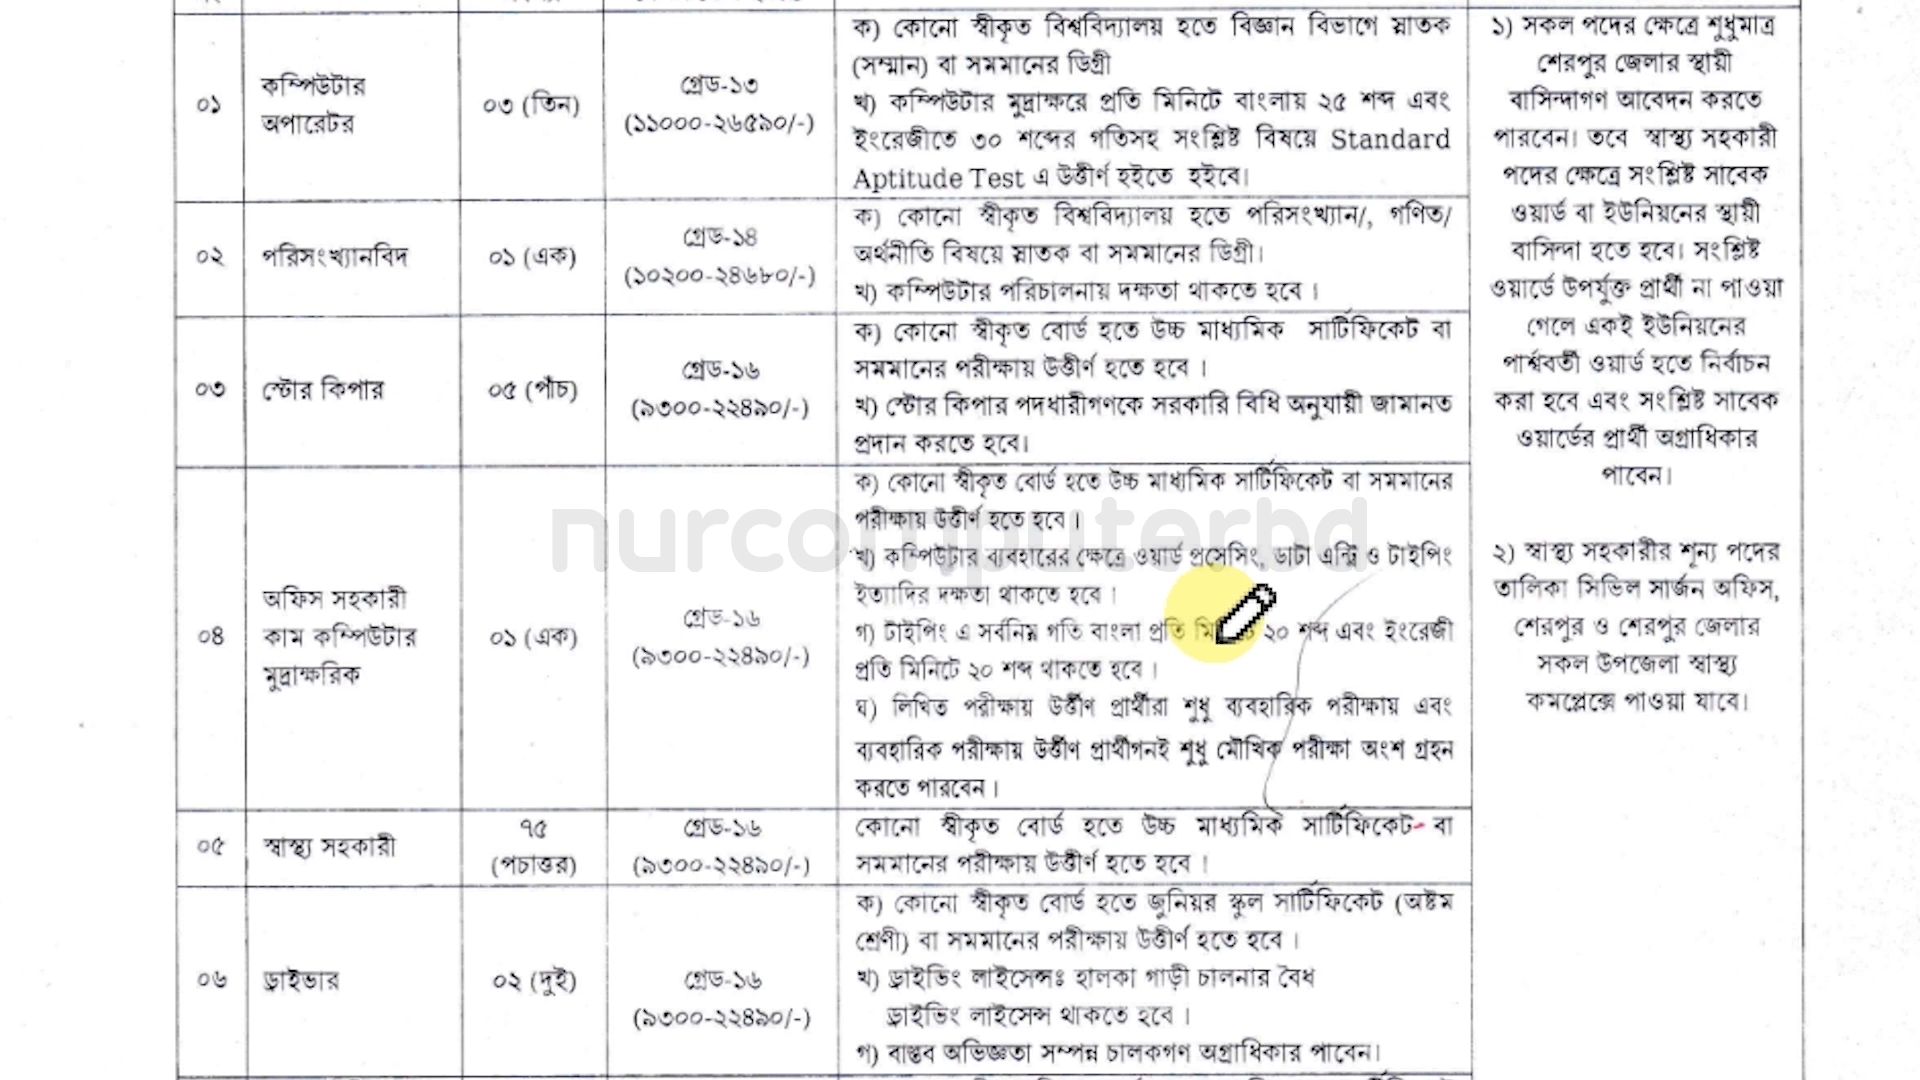 ০১
কম্পিউটার
অপারেটর
০৩ (তিন)
গ্রেড-১৩
(১১০০০-২৬৫৯০/-)
ক) কোনো স্বীকৃত বিশ্ববিদ্যালয় হতে বিজ্ঞান বিভাগে স্নাতক
(সম্মান) বা সমমানের ডিগ্রী
খ) কম্পিউটার মুদ্রাক্ষরে প্রতি মিনিটে বাংলায় ২৫ শব্দ এবং
ইংরেজীতে ৩০ শব্দের গতিসহ সংশ্লিষ্ট বিষয়ে Standard
Aptitude Test এ উত্তীর্ণ হইতে হইবে।
০২
পরিসংখ্যানবিদ
০১ (এক)
গ্রেড-১৪
(১০২০০-২৪৬৮০/-)
ক) কোনো স্বীকৃত বিশ্ববিদ্যালয় হতে পরিসংখ্যান/, গণিত/
অর্থনীতি বিষয়ে স্নাতক বা সমমানের ডিগ্রী।
খ) কম্পিউটার পরিচালনায় দক্ষতা থাকতে হবে ।
০৩
স্টোর কিপার
০৫ (পাঁচ)
গ্রেড-১৬
(৯৩০০-২২৪৯০/-)
ক) কোনো স্বীকৃত বোর্ড হতে উচ্চ মাধ্যমিক সার্টিফিকেট বা
সমমানের পরীক্ষায় উত্তীর্ণ হতে হবে ।
খ) স্টোর কিপার পদধারীগণকে সরকারি বিধি অনুযায়ী জামানত
প্রদান করতে হবে।
০৪
অফিস সহকারী
কাম কম্পিউটার
মুদ্রাক্ষরিক
০১ (এক)
গ্রেড-১৬
(৯৩০০-২২৪৯০/-)
ক) কোনো স্বীকৃত বোর্ড হতে উচ্চ মাধ্যমিক সার্টিফিকেট বা সমমানের
পরীক্ষায় উত্তীর্ণ হতে হবে ।
খ) কম্পিউটার ব্যবহারের ক্ষেত্রে ওয়ার্ড প্রসেসিং, ডাটা এন্ট্রি ও টাইপিং
ইত্যাদির দক্ষতা থাকতে হবে ।
গ) টাইপিং এ সর্বনিম্ন গতি বাংলা প্রতি ২০ শব্দ এবং ইংরেজী
প্রতি মিনিটে ২০ শব্দ থাকতে হবে ।
ঘ) লিখিত পরীক্ষায় উর্ত্তীণ প্রার্থীরা শুধু ব্যবহারিক পরীক্ষায় এবং
ব্যবহারিক পরীক্ষায় উর্ত্তীণ প্রার্থীগনই শুধু মৌখিক পরীক্ষা অংশ গ্রহন
করতে পারবেন ।
০৫
স্বাস্থ্য সহকারী
৭৫
(পচাত্তর)
গ্রেড-১৬
(৯৩০০-২২৪৯০/-)
কোনো স্বীকৃত বোর্ড হতে উচ্চ মাধ্যমিক সার্টিফিকেট বা
সমমানের পরীক্ষায় উত্তীর্ণ হতে হবে ।
০৬
ড্রাইভার
০২ (দুই)
গ্রেড-১৬
(৯৩০০-২২৪৯০/-)
ক) কোনো স্বীকৃত বোর্ড হতে জুনিয়র স্কুল সার্টিফিকেট (অষ্টম
শ্রেণী) বা সমমানের পরীক্ষায় উত্তীর্ণ হতে হবে ।
খ) ড্রাইভিং লাইসেন্সঃ হালকা গাড়ী চালনার বৈধ
ড্রাইভিং লাইসেন্স থাকতে হবে ।
গ) বাস্তব অভিজ্ঞতা সম্পন্ন চালকগণ অগ্রাধিকার পাবেন।
১) সকল পদের ক্ষেত্রে শুধুমাত্র
শেরপুর জেলার স্থায়ী
বাসিন্দাগণ আবেদন করতে
পারবেন। তবে স্বাস্থ্য সহকারী
পদের ক্ষেত্রে সংশ্লিষ্ট সাবেক
ওয়ার্ড বা ইউনিয়নের স্থায়ী
বাসিন্দা হতে হবে। সংশ্লিষ্ট
ওয়ার্ডে উপর্যুক্ত প্রার্থী না পাওয়া
গেলে একই ইউনিয়নের
পার্শ্ববর্তী ওয়ার্ড হতে নির্বাচন
করা হবে এবং সংশ্লিষ্ট সাবেক
ওয়ার্ডের প্রার্থী অগ্রাধিকার
পাবেন।
২) স্বাস্থ্য সহকারীর শূন্য পদের
তালিকা সিভিল সার্জন অফিস,
শেরপুর ও শেরপুর জেলার
সকল উপজেলা স্বাস্থ্য
কমপ্লেক্সে পাওয়া যাবে।
nurcomputerbd